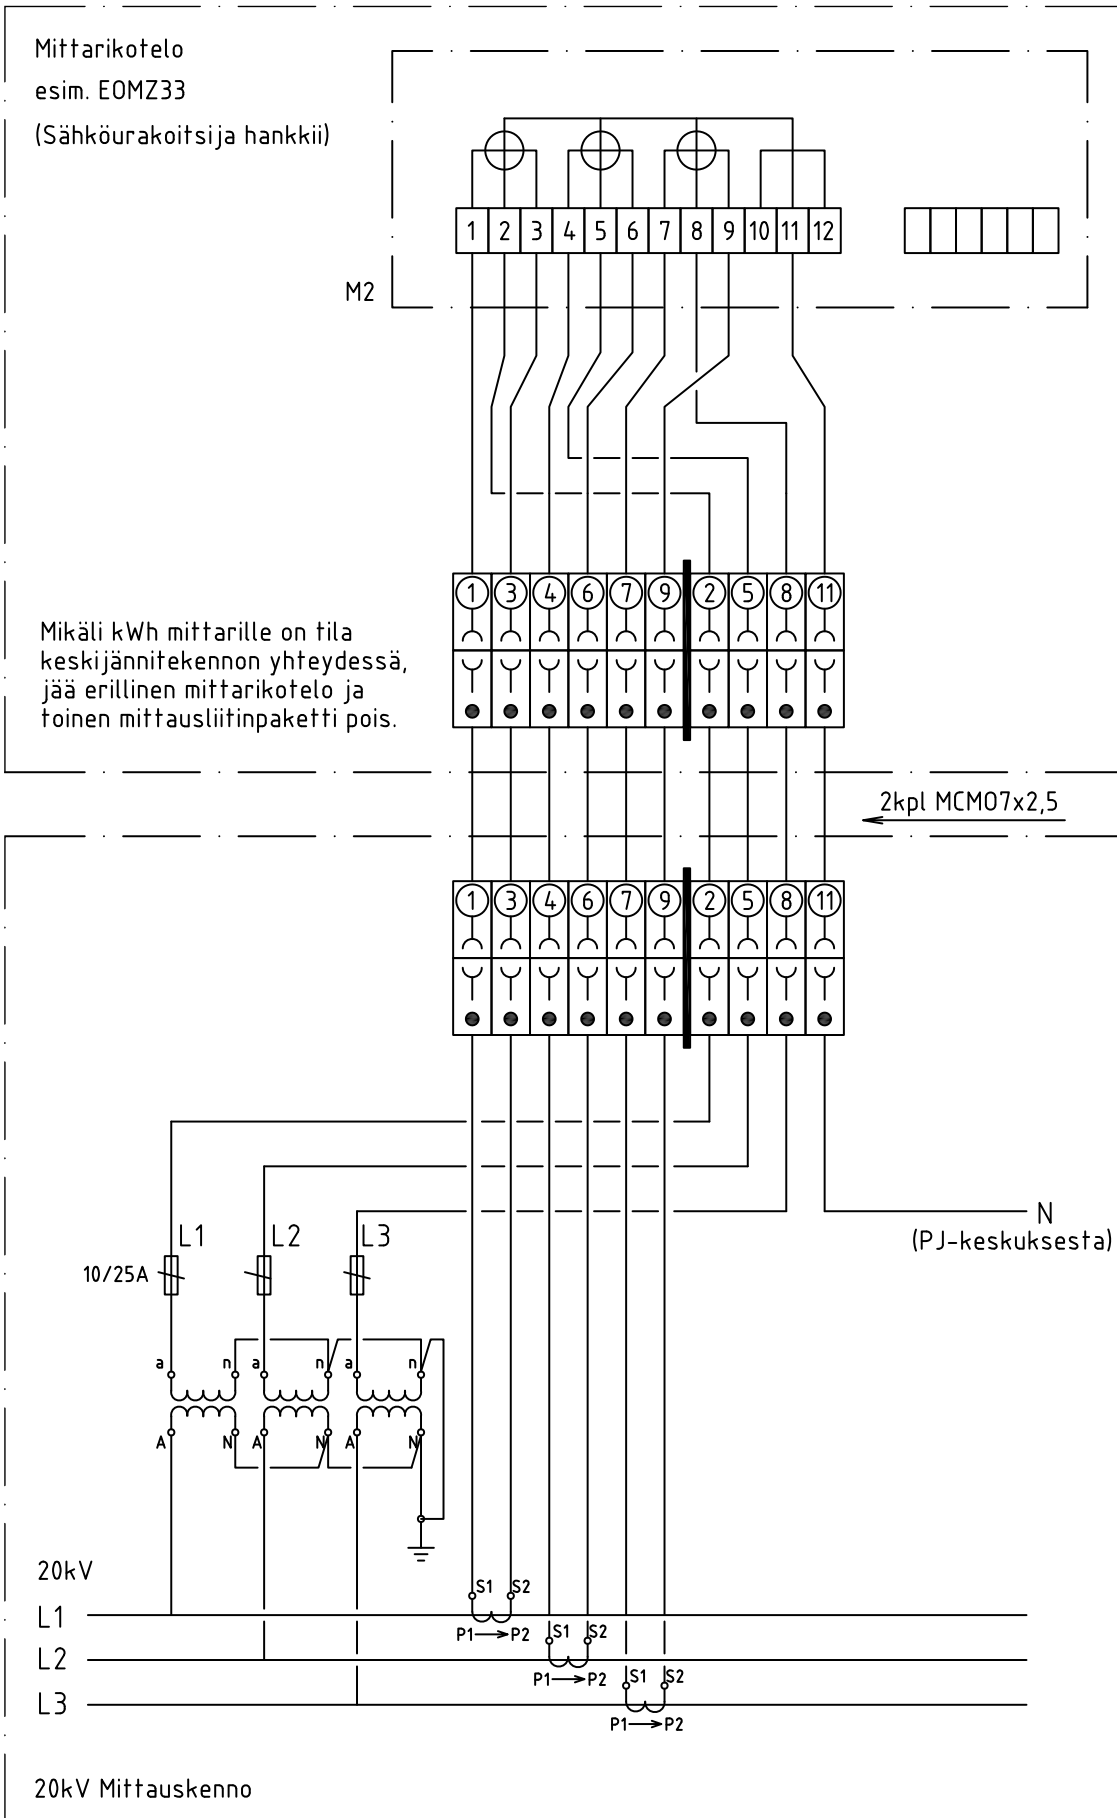 Mittarikotelo
esim. EOMZ33
(Sähköurakoitsija hankkii)
1 2 3 4 5 6 7 8 9 10 11 12
M2
1 3 4 6 7 9 2 5 8 11
Mikäli kWh mittarille on tila
keskijännitekennon yhteydessä,
jää erillinen mittarikotelo ja
toinen mittausliitinpaketti pois.
2kpl MCMO7x2,5
1 3 4 6 7 9 2 5 8 11
N
(PJ-keskuksesta)
L1 L2 L3
10/25A
a n a n a n
A N A N A N
20kV
S1 S2
L1
P1 P2
S1 S2
L2
P1 P2
S1 S2
L3
P1 P2
20kV Mittauskenno